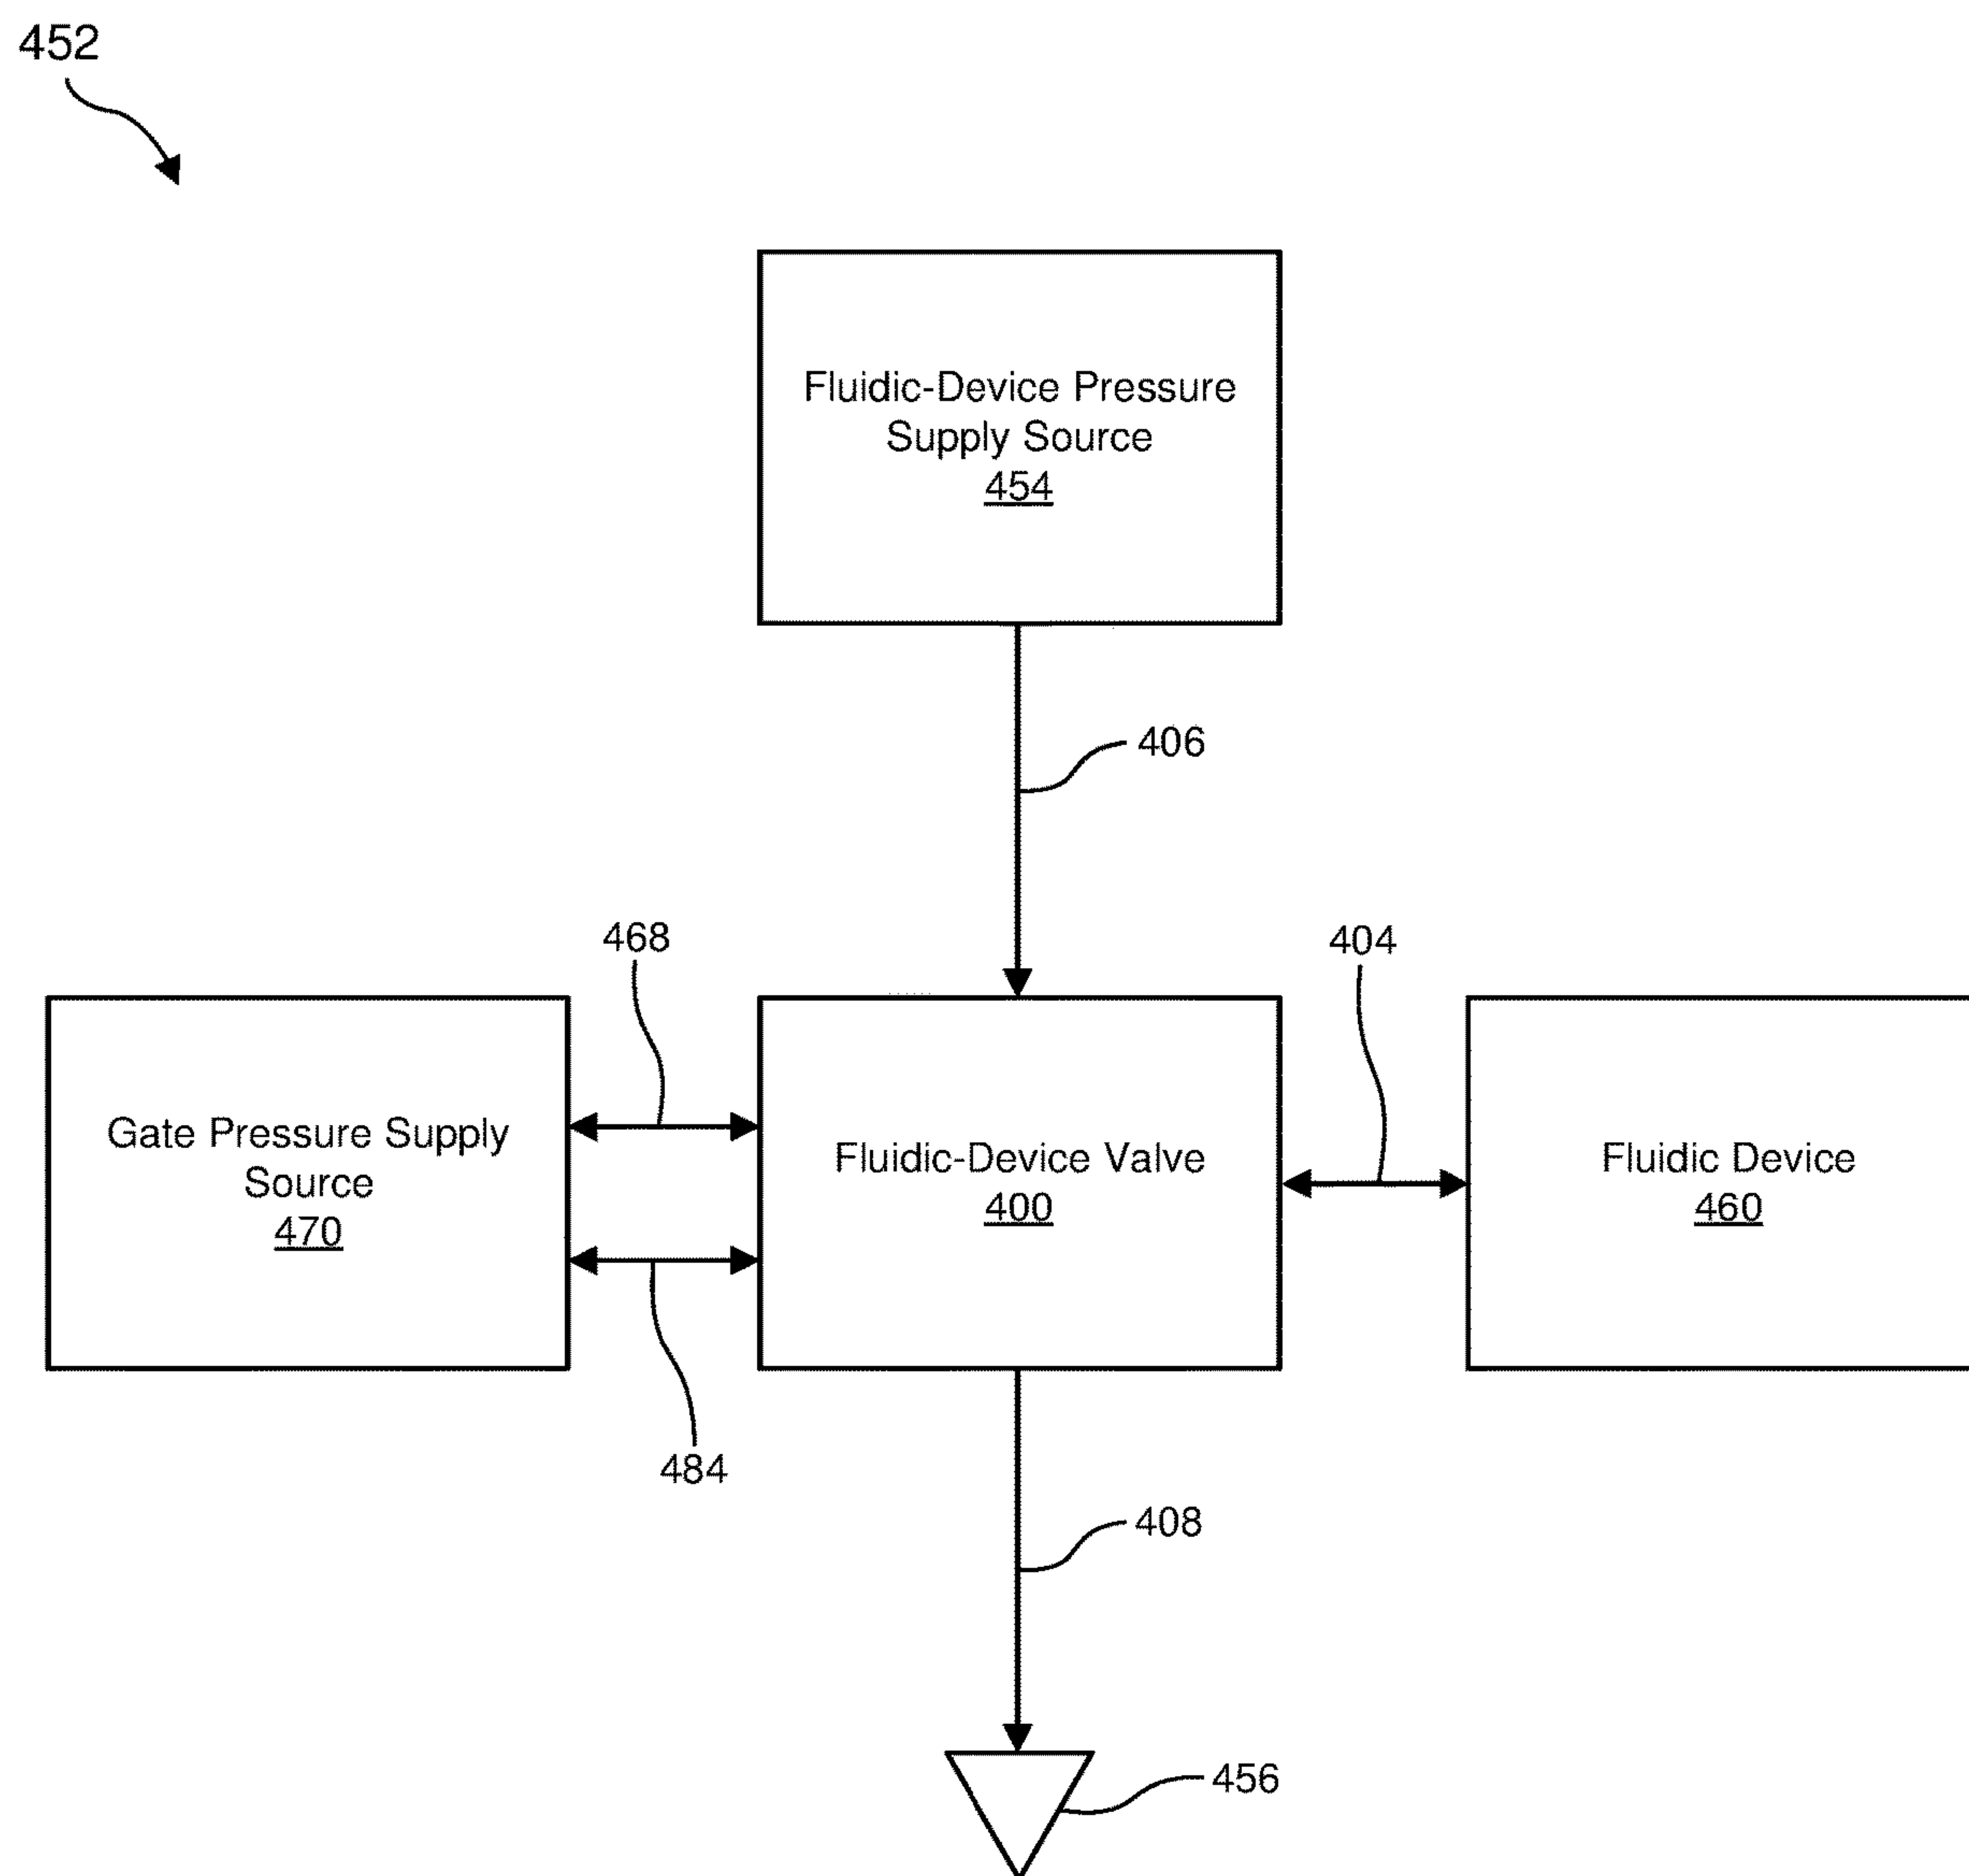 452
Fluidic-Device Pressure
Supply Source
454
406
468
404
Gate Pressure Supply
Source
470
Fluidic-Device Valve
400
Fluidic Device
460
484
408
456